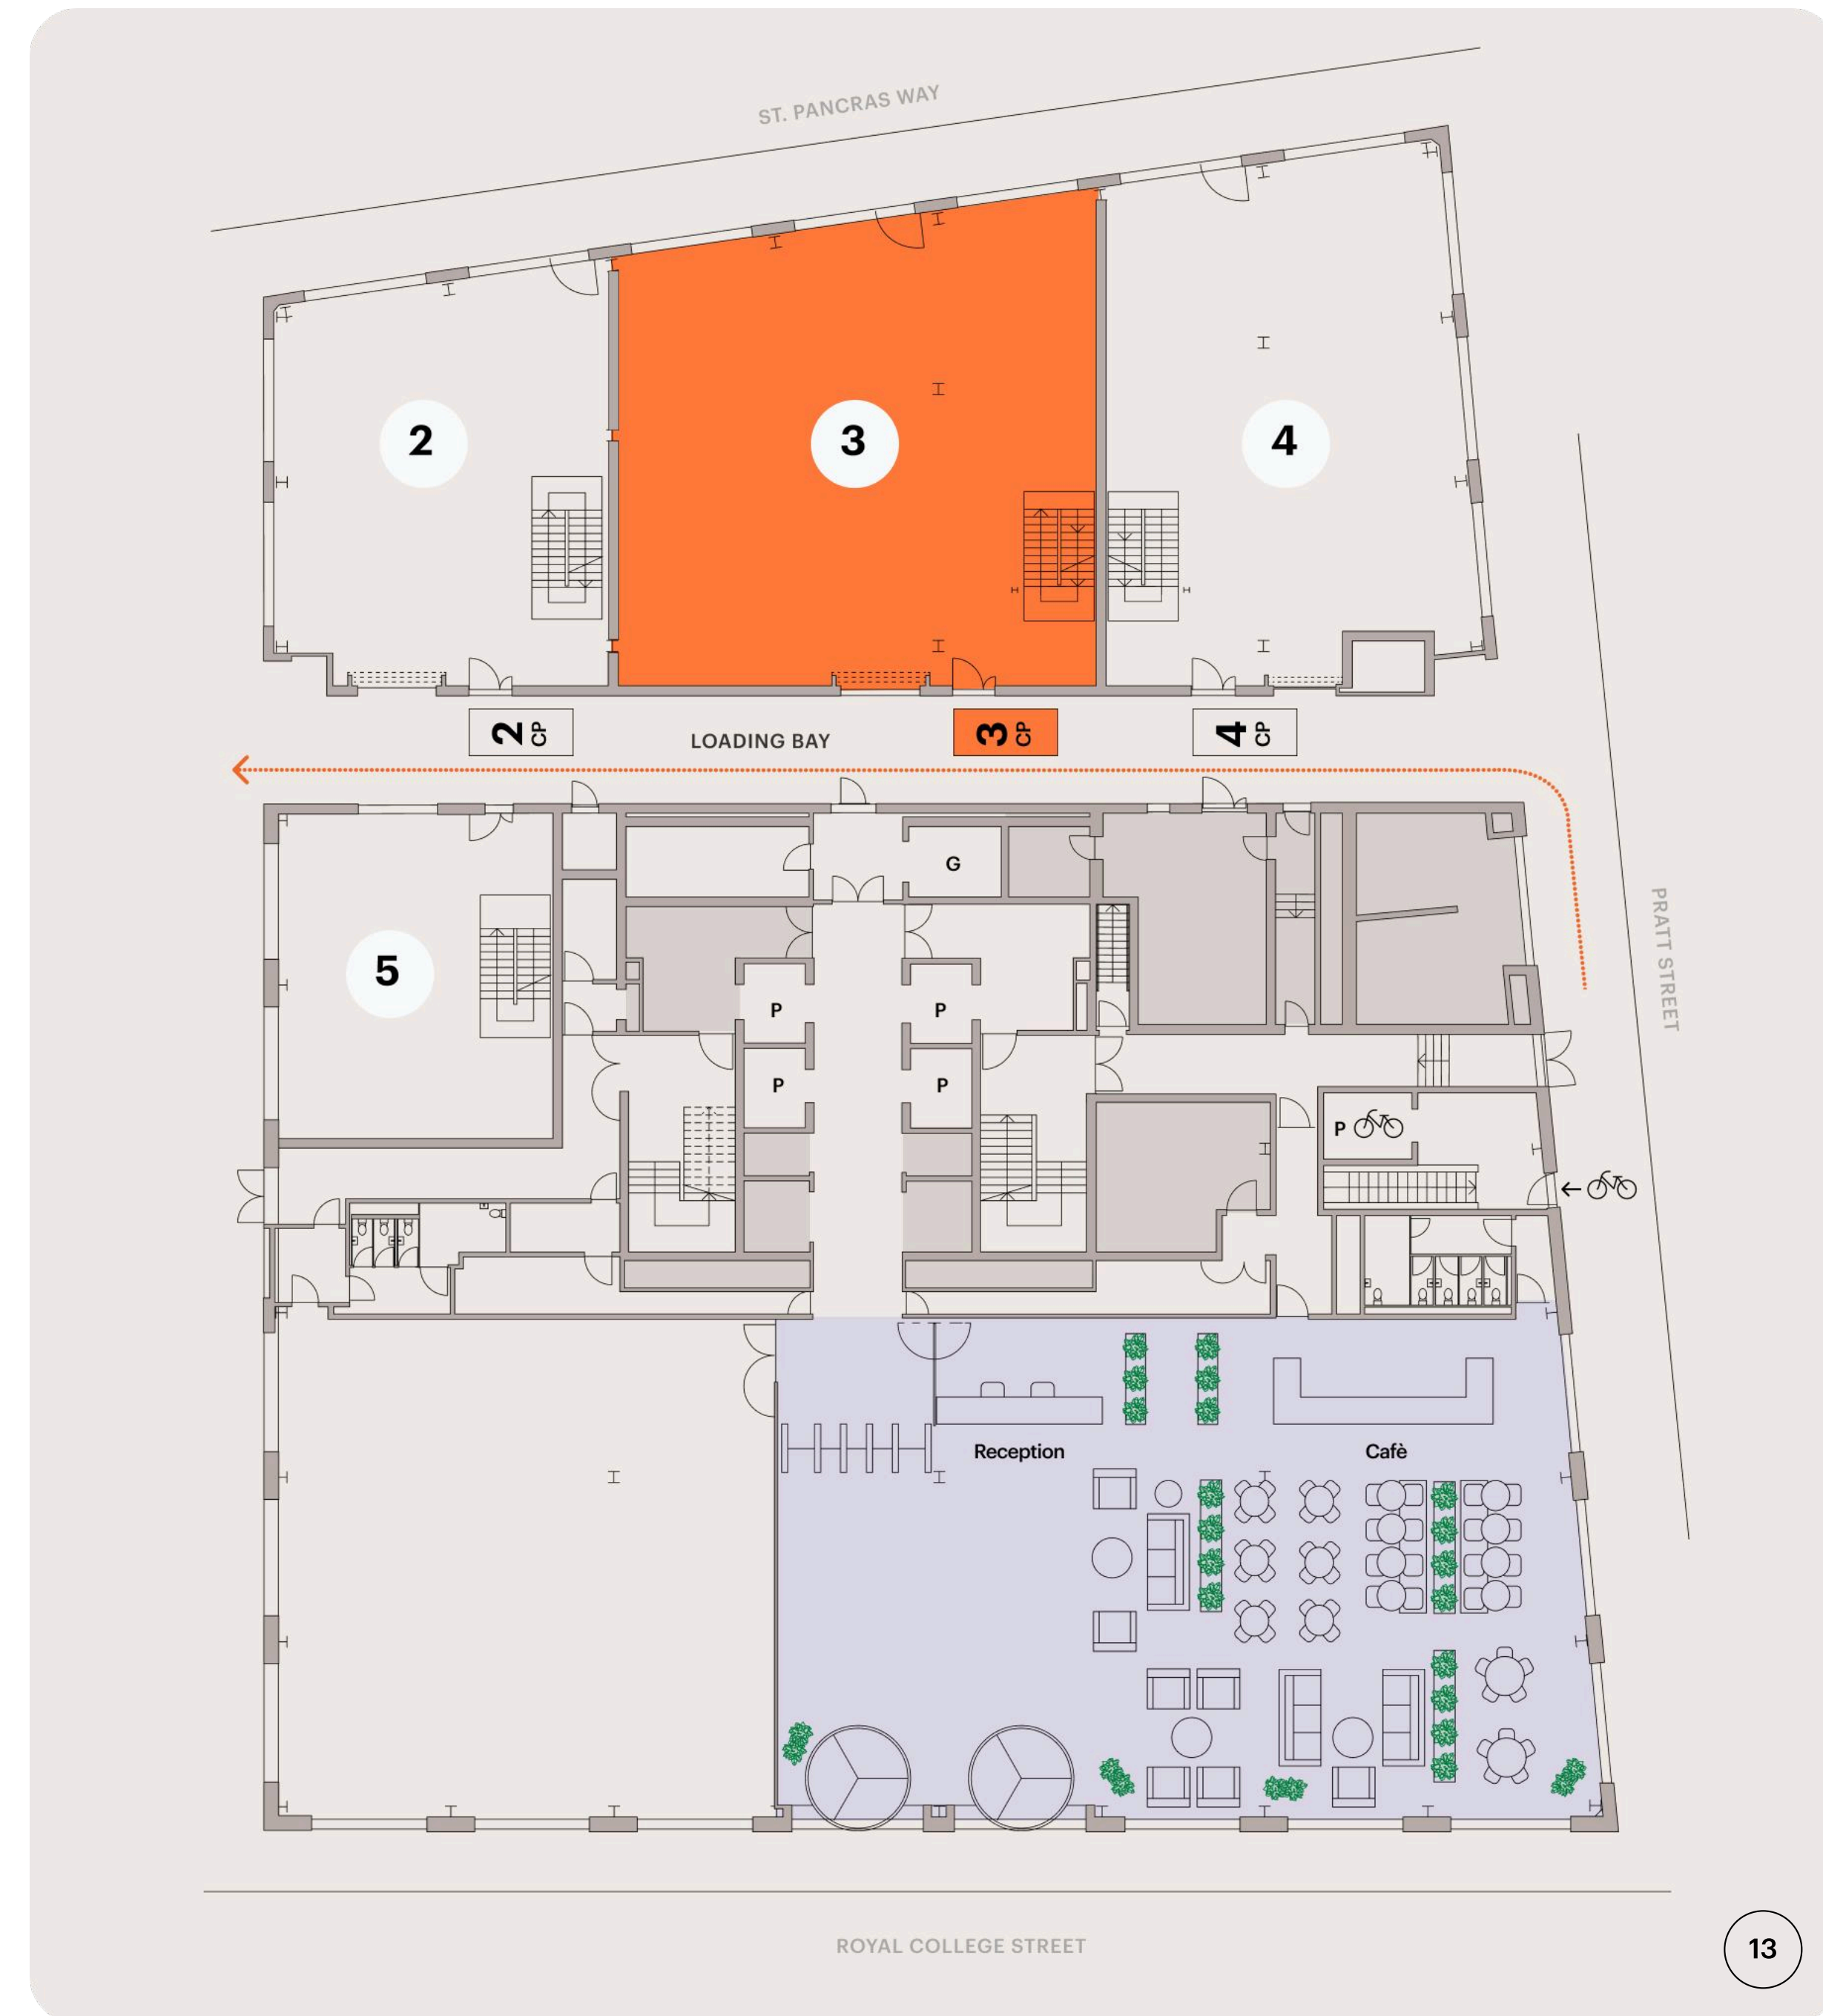 ST. PANCRAS WAY
2
3
4
2 CP
LOADING BAY
3 CP
4 CP
G
PRATT STREET
5
P
P
P
P
P
Reception
Cafè
ROYAL COLLEGE STREET
13